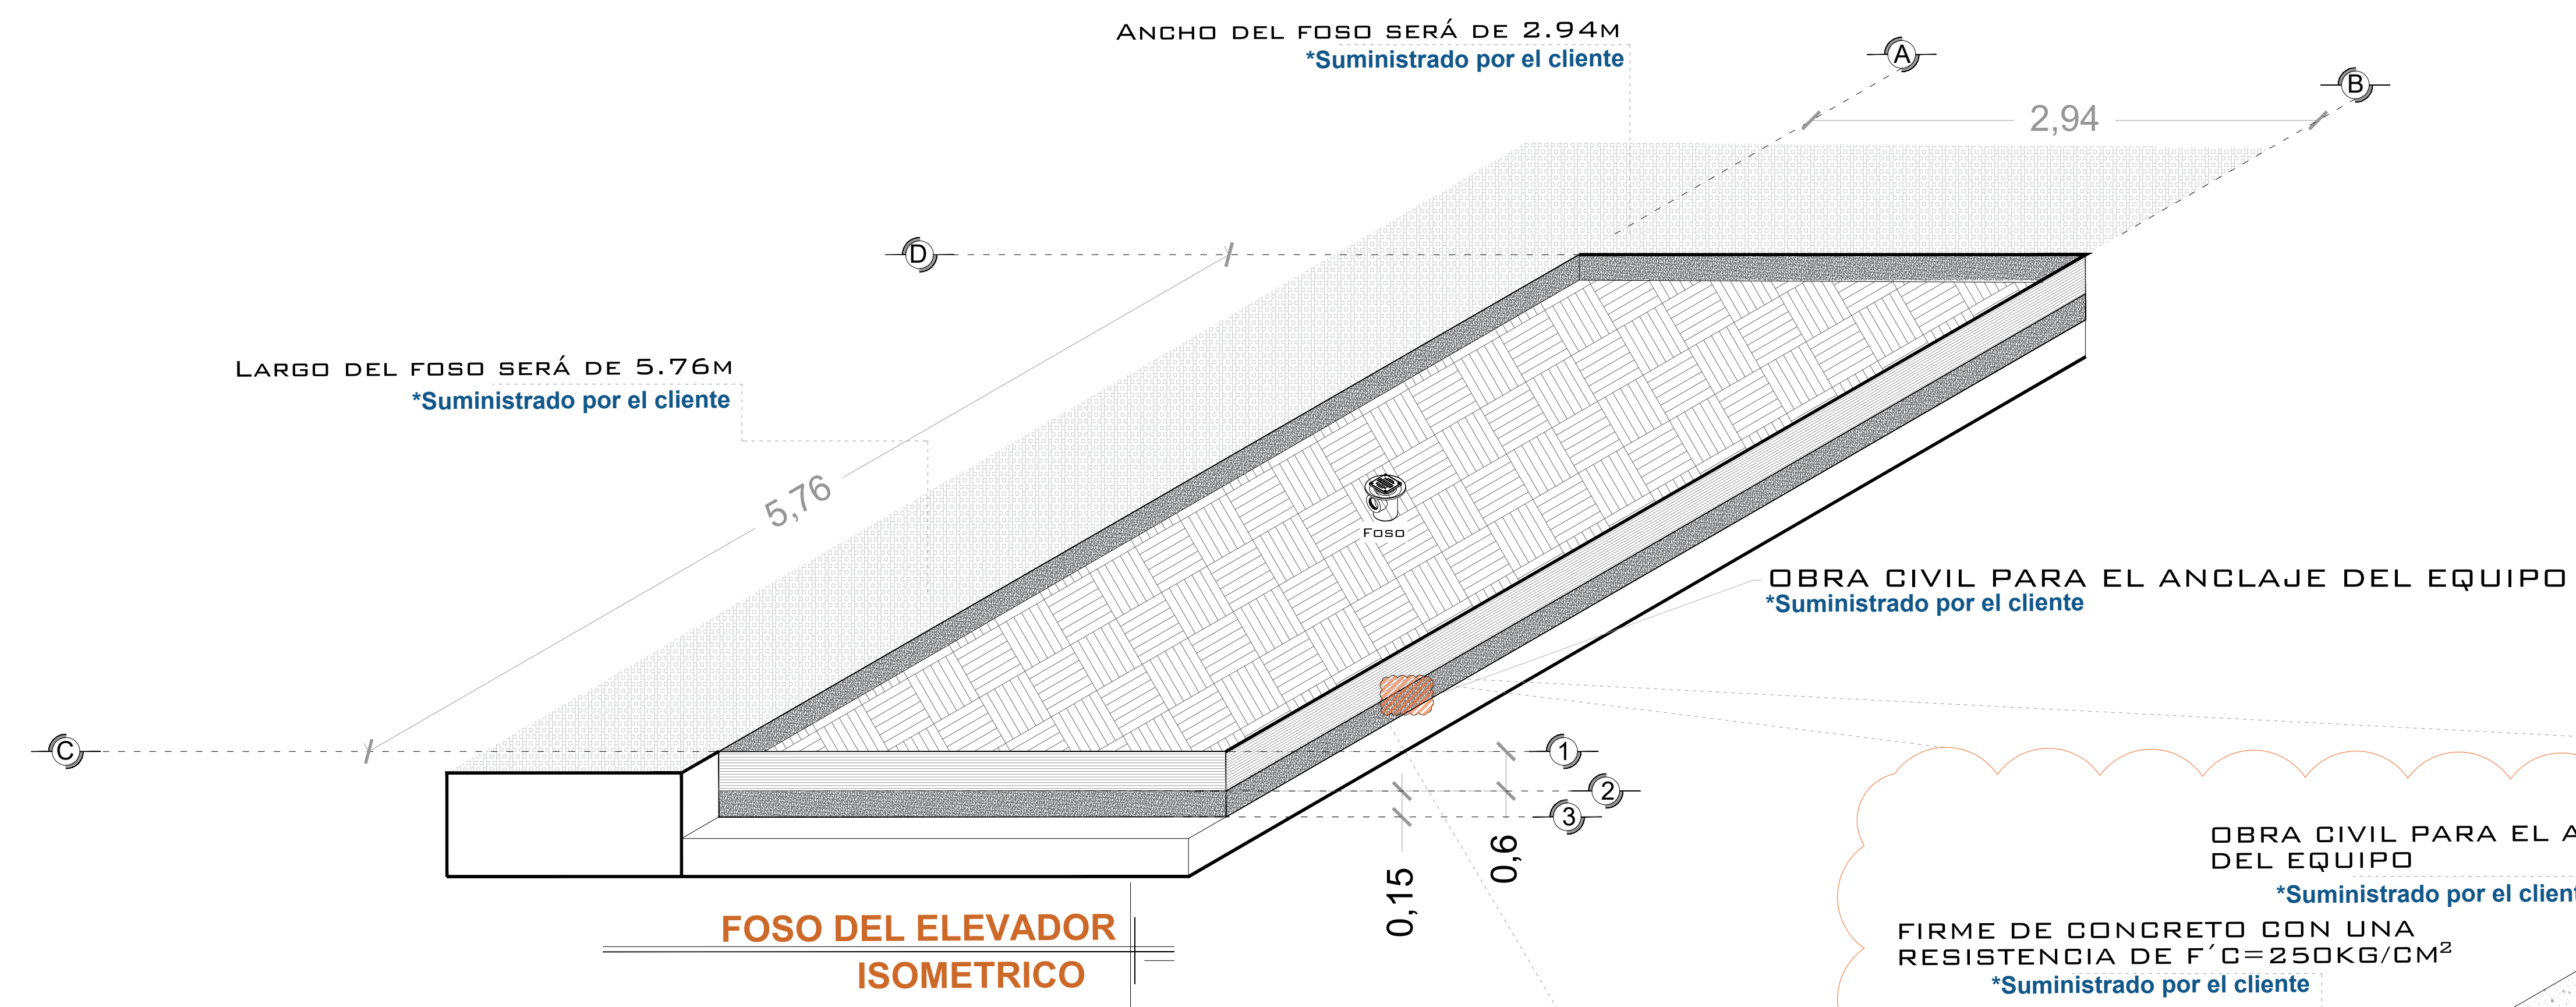 ANCHO DEL FOSO SERÁ DE 2.94M
*Suministrado por el cliente
A
B
2,94
D
LARGO DEL FOSO SERÁ DE 5.76M
*Suministrado por el cliente
5,76
FOSO
OBRA CIVIL PARA EL ANCLAJE DEL EQUIPO
*Suministrado por el cliente
C
1
2
3
0,6
0,15
OBRA CIVIL PARA EL A
DEL EQUIPO
*Suministrado por el client
FIRME DE CONCRETO CON UNA
RESISTENCIA DE F´C=250KG/CM²
*Suministrado por el cliente
FOSO DEL ELEVADOR
ISOMETRICO